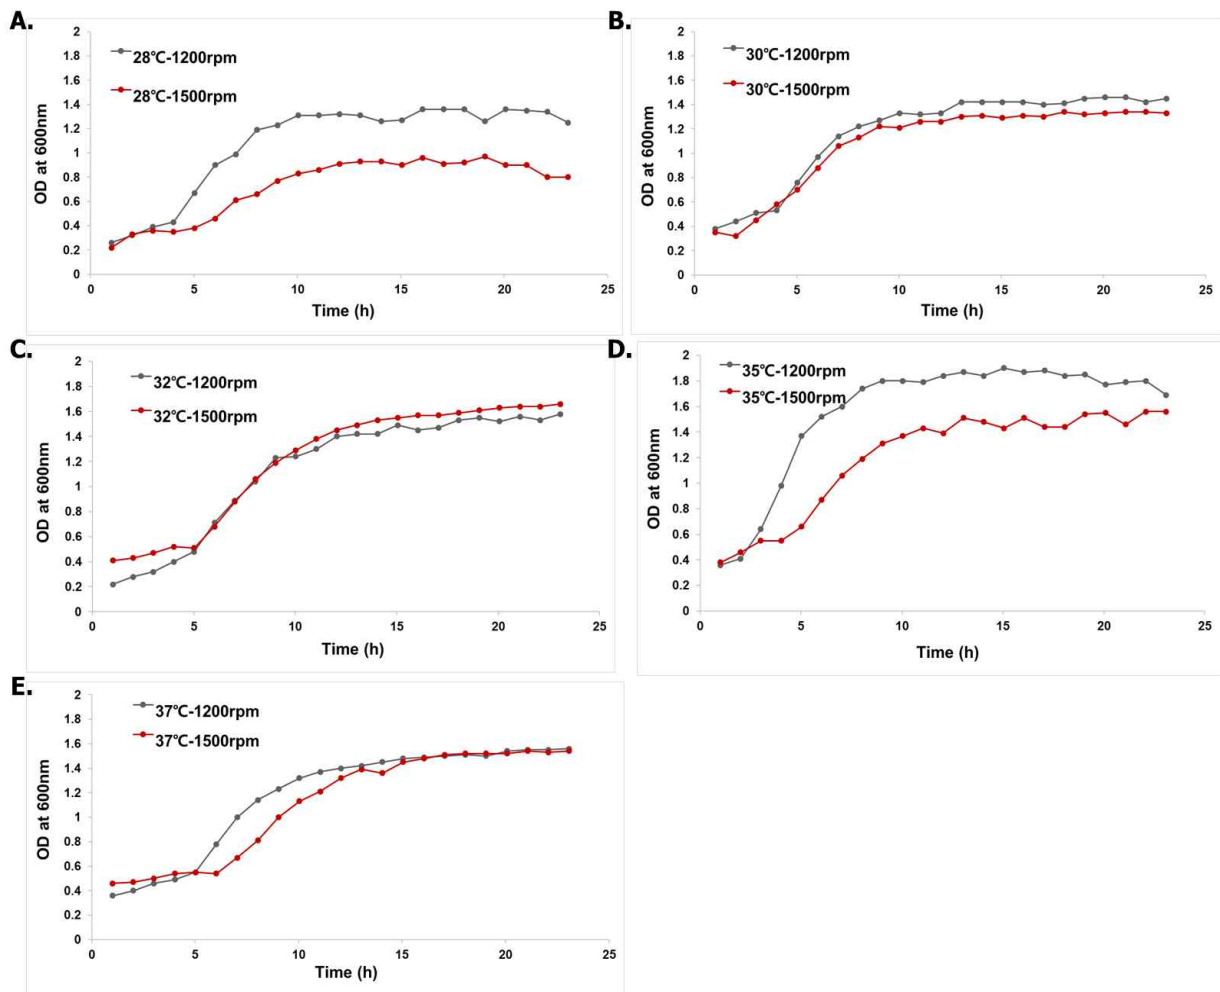 A.
28℃-1200rpm
28℃-1500rpm
OD at 600nm
2
1.8
1.6
1.4
1.2
1
0.8
0.6
0.4
0.2
0
0 5 10 15 20 25
Time (h)
B.
30℃-1200rpm
30℃-1500rpm
OD at 600nm
2
1.8
1.6
1.4
1.2
1
0.8
0.6
0.4
0.2
0
0 5 10 15 20 25
Time (h)
C.
32℃-1200rpm
32℃-1500rpm
OD at 600nm
2
1.8
1.6
1.4
1.2
1
0.8
0.6
0.4
0.2
0
0 5 10 15 20 25
Time (h)
D.
35℃-1200rpm
35℃-1500rpm
OD at 600nm
2
1.8
1.6
1.4
1.2
1
0.8
0.6
0.4
0.2
0
0 5 10 15 20 25
Time (h)
E.
37℃-1200rpm
37℃-1500rpm
OD at 600nm
2
1.8
1.6
1.4
1.2
1
0.8
0.6
0.4
0.2
0
0 5 10 15 20 25
Time (h)